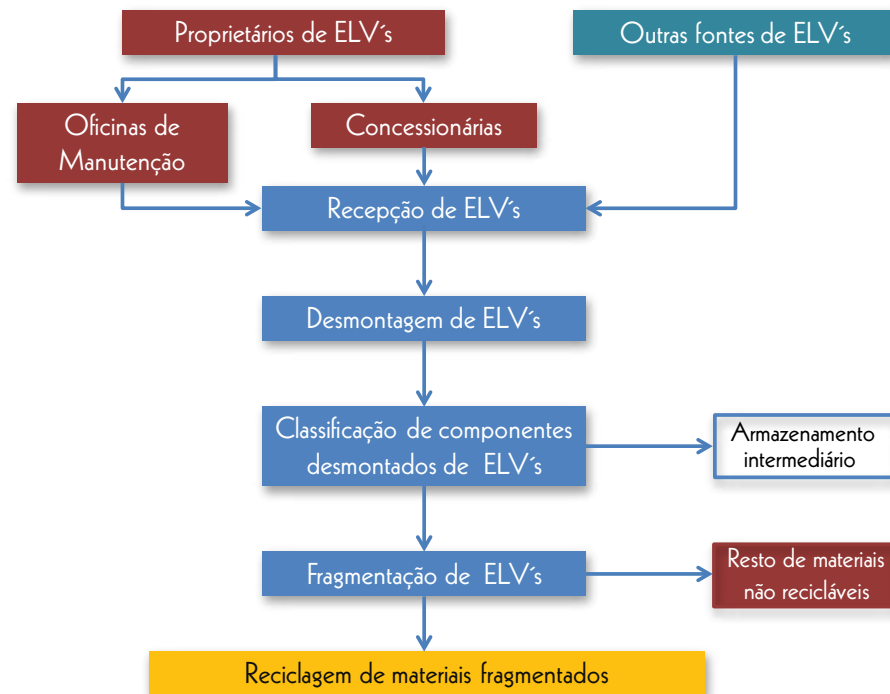 Proprietários de ELV´s
Outras fontes de ELV´s
Oficinas de
Manutenção
Concessionárias
Recepção de ELV´s
Desmontagem de ELV´s
Classificação de componentes
desmontados de ELV´s
Armazenamento
intermediário
Fragmentação de ELV´s
Resto de materiais
não recicláveis
Reciclagem de materiais fragmentados